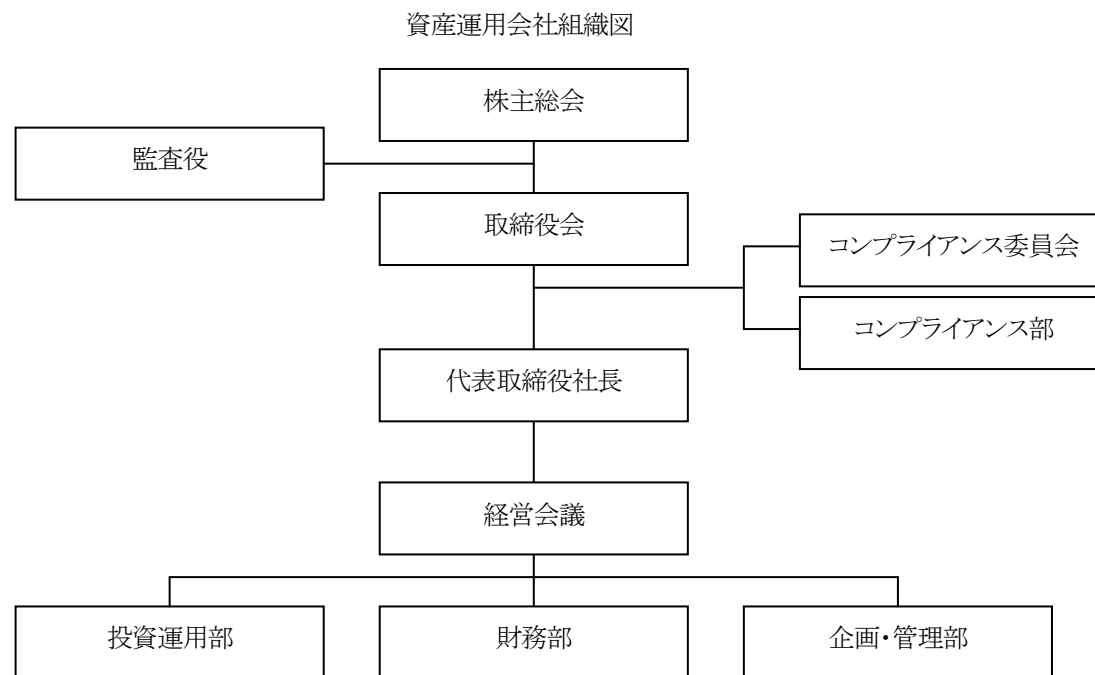 資産運用会社組織図
株主総会
監査役
取締役会
コンプライアンス委員会
コンプライアンス部
代表取締役社長
経営会議
投資運用部
財務部
企画・管理部